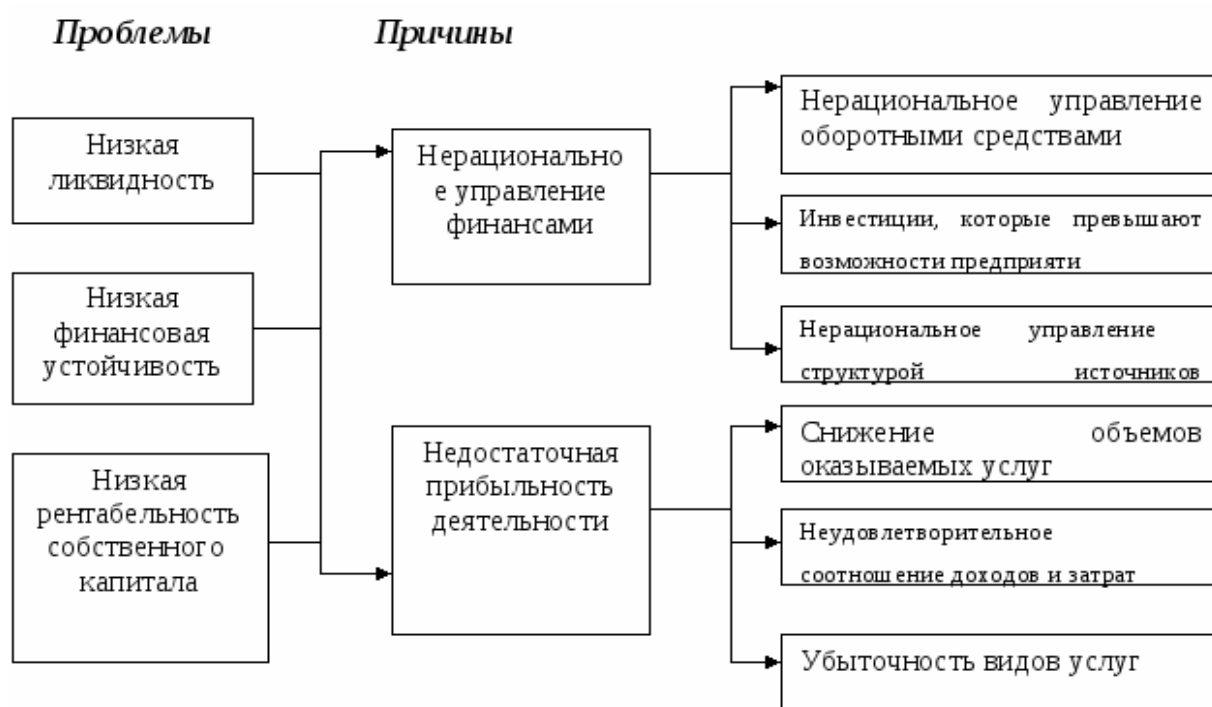 Проблемы
Причины
Низкая
ликвидность
Низкая
финансовая
устойчивость
Низкая
рентабельность
собственного
капитала
Нерационально
е управление
финансами
Недостаточная
прибыльность
деятельности
Нерациональное управление
оборотными средствами
Инвестиции, которые превышают
возможности предприяти
Нерациональное управление
структурой источников
Снижение объемов
оказываемых услуг
Неудовлетворительное
соотношение доходов и затрат
Убыточность видов услуг